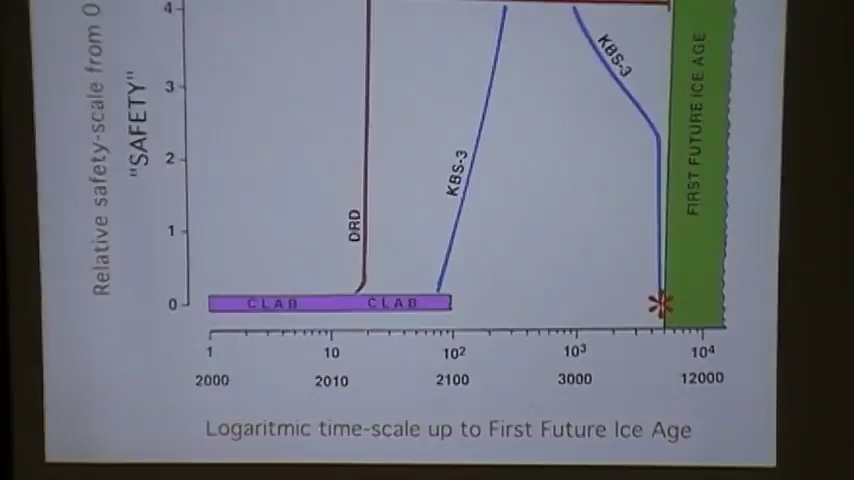 Relative safety-scale from 0
"SAFETY"
4
3
2
1
0
DRD
KBS-3
KBS-3
FIRST FUTURE ICE AGE
CLAB CLAB
1 10 10² 10³ 10⁴
2000 2010 2100 3000 12000
Logaritmic time-scale up to First Future Ice Age